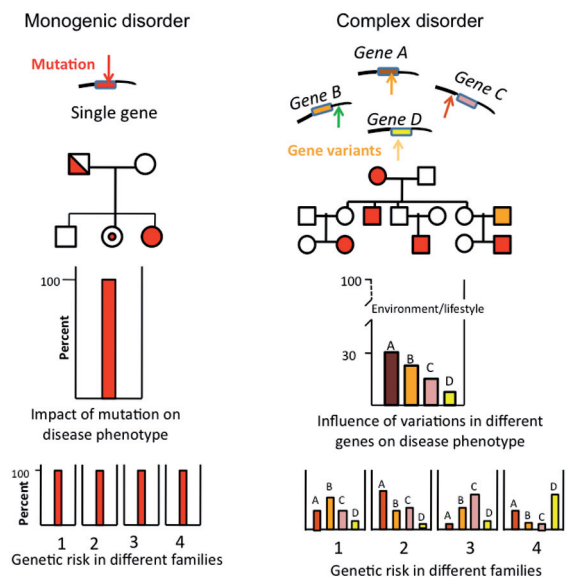 Monogenic disorder
Mutation
Single gene
100
Percent
Impact of mutation on
disease phenotype
Percent
100
1 2 3 4
Genetic risk in different families
Complex disorder
Gene A
Gene B
Gene C
Gene D
Gene variants
100
Environment/lifestyle
30
A
B
C
D
Influence of variations in different
genes on disease phenotype
A B C D
A B C D
A B C D
A B C D
1 2 3 4
Genetic risk in different families